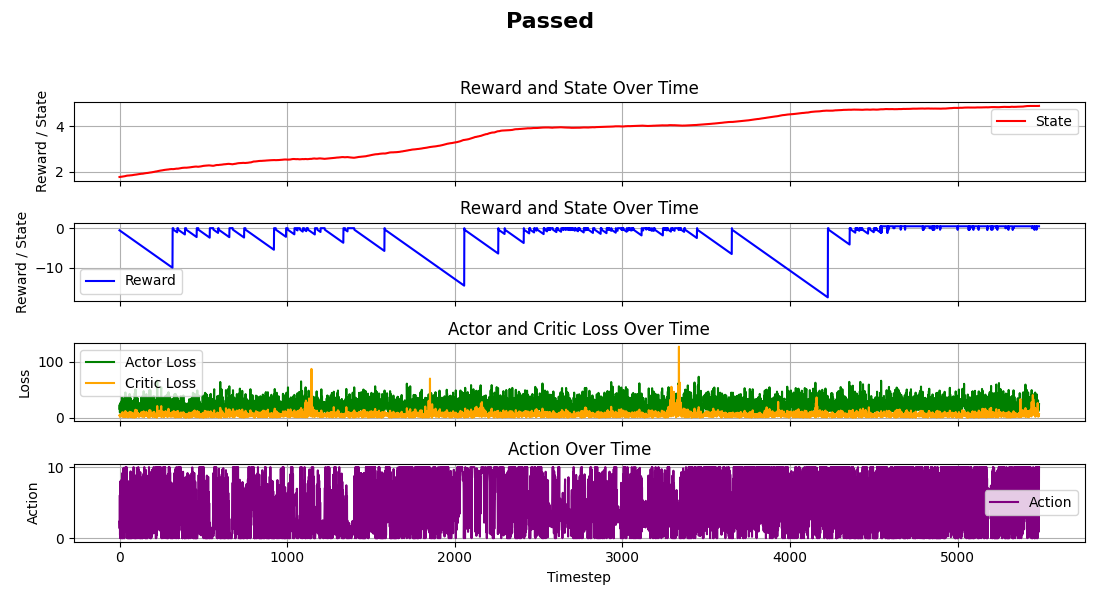 Passed
Reward and State Over Time
Reward / State
4
2
State
Reward and State Over Time
Reward / State
0
−10
Reward
Actor and Critic Loss Over Time
Loss
100
0
Actor Loss
Critic Loss
Action Over Time
Action
10
0
Action
0 1000 2000 3000 4000 5000
Timestep